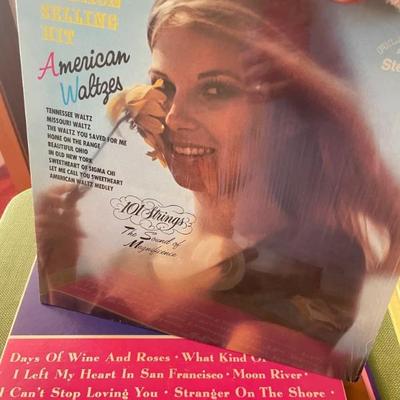 SELLING
HIT
American
Waltzes
Ste
TENNESSEE WALTZ
MISSOURI WALTZ
THE WALTZ YOU SAVED FOR ME
HOME ON THE RANGE
BEAUTIFUL OHIO
IN OLD NEW YORK
SWEETHEART OF SIGMA CHI
LET ME CALL YOU SWEETHEART
AMERICAN WALTZ MEDLEY
101 Strings
The Sound of
Magnificence
Days Of Wine And Roses · What Kind O
I Left My Heart In San Francisco · Moon River ·
I Can't Stop Loving You · Stranger On The Shore ·